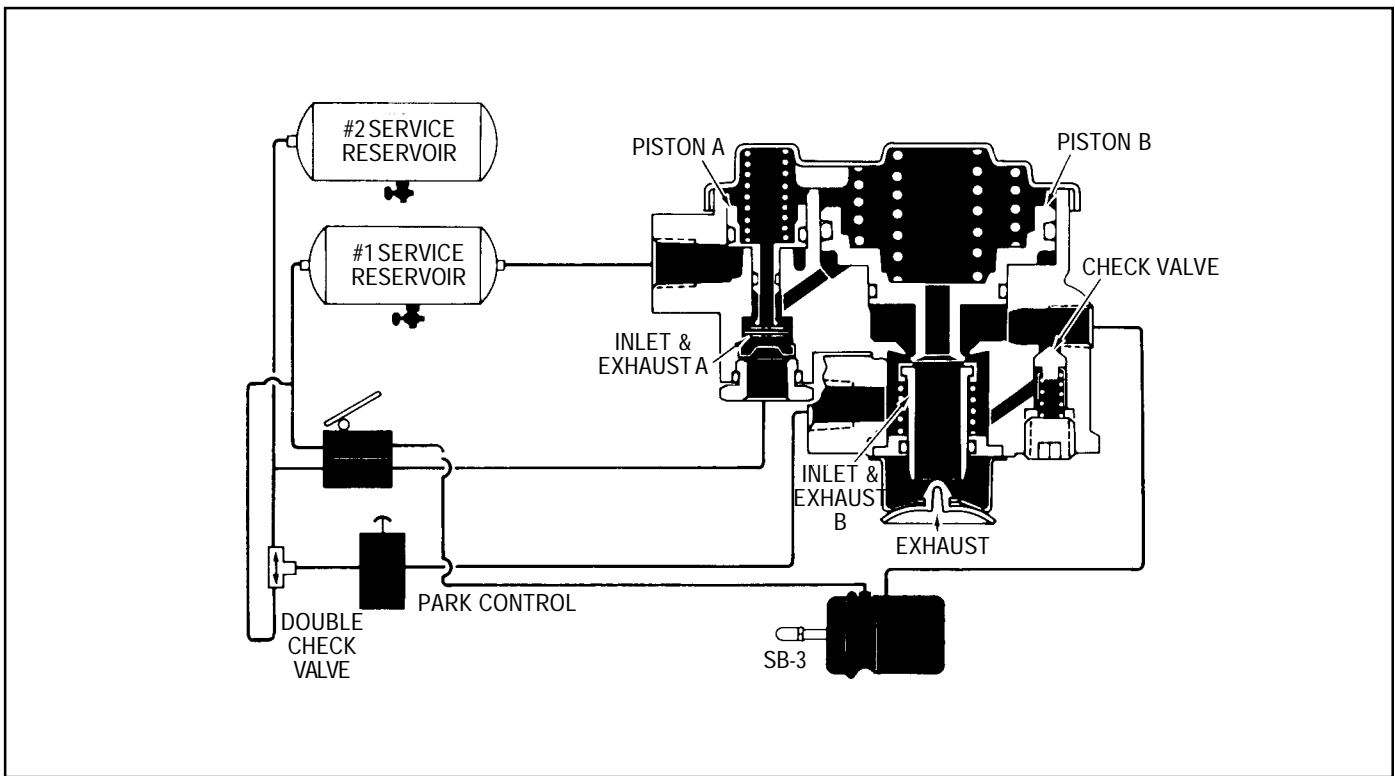 #2 SERVICE
RESERVOIR
PISTON A
PISTON B
#1 SERVICE
RESERVOIR
CHECK VALVE
INLET &
EXHAUST A
INLET &
EXHAUST
B
EXHAUST
PARK CONTROL
DOUBLE
CHECK
VALVE
SB-3